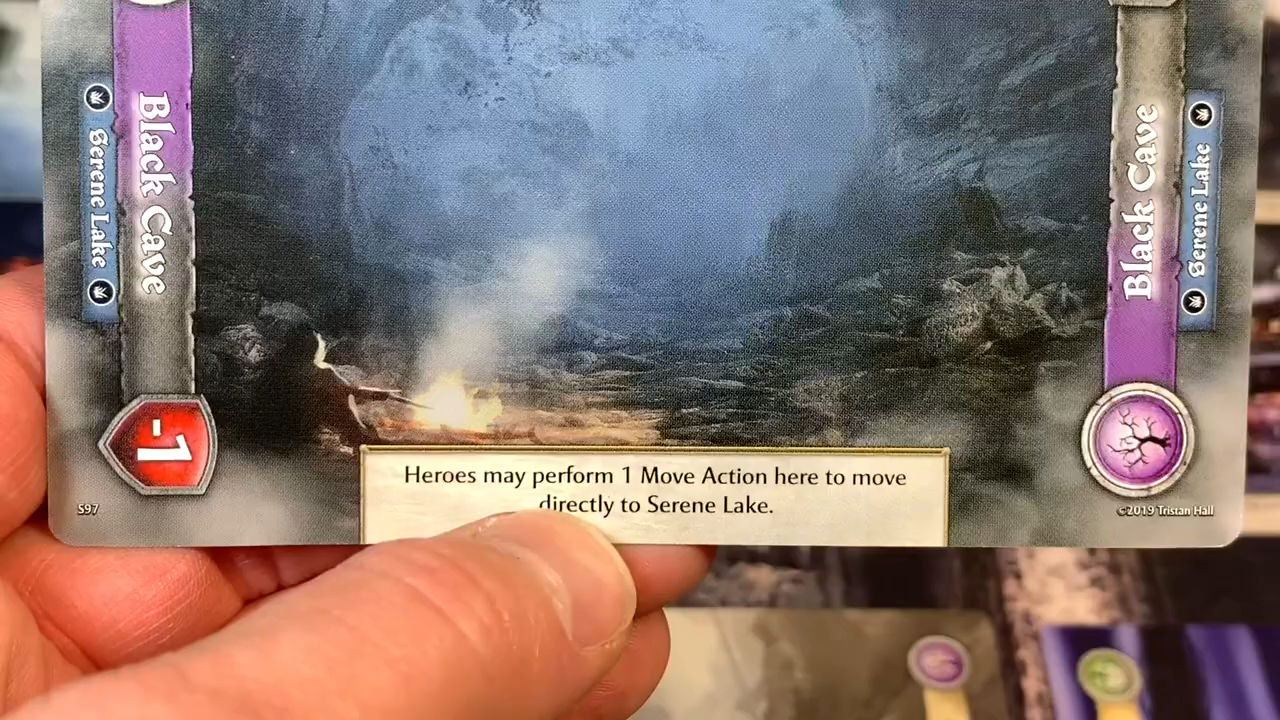 Black Cave
Serene Lake
-1
S97
Heroes may perform 1 Move Action here to move
directly to Serene Lake.
Black Cave
Serene Lake
©2019 Tristan Hall